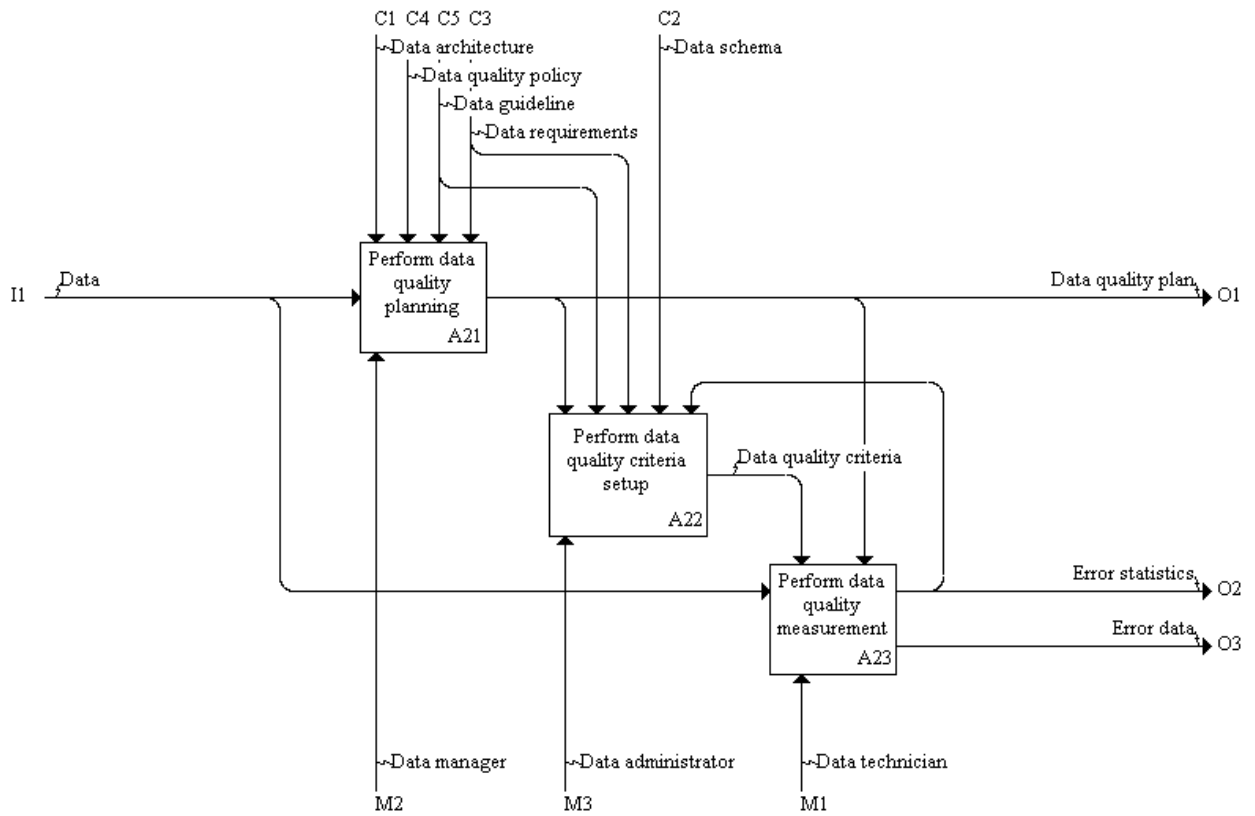 C1 C4 C5 C3 C2
Data architecture
Data schema
Data quality policy
Data guideline
Data requirements
Perform data
quality
planning
A21
I1
Data
Data quality plan
O1
Perform data
quality criteria
setup
A22
Data quality criteria
Perform data
quality
measurement
A23
Error statistics
O2
Error data
O3
Data manager
Data administrator
Data technician
M2
M3
M1